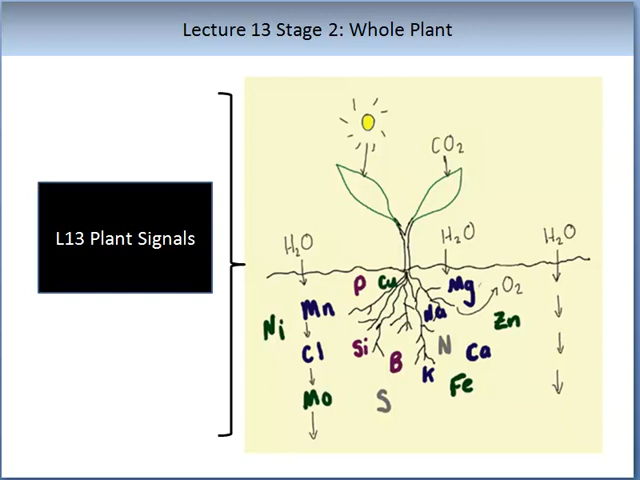 Lecture 13 Stage 2: Whole Plant
L13 Plant Signals
CO₂
H₂O
H₂O
H₂O
P
Cu
Mg
O₂
Mn
Na
Zn
Ni
Cl
Si
B
N
Ca
K
Fe
Mo
S